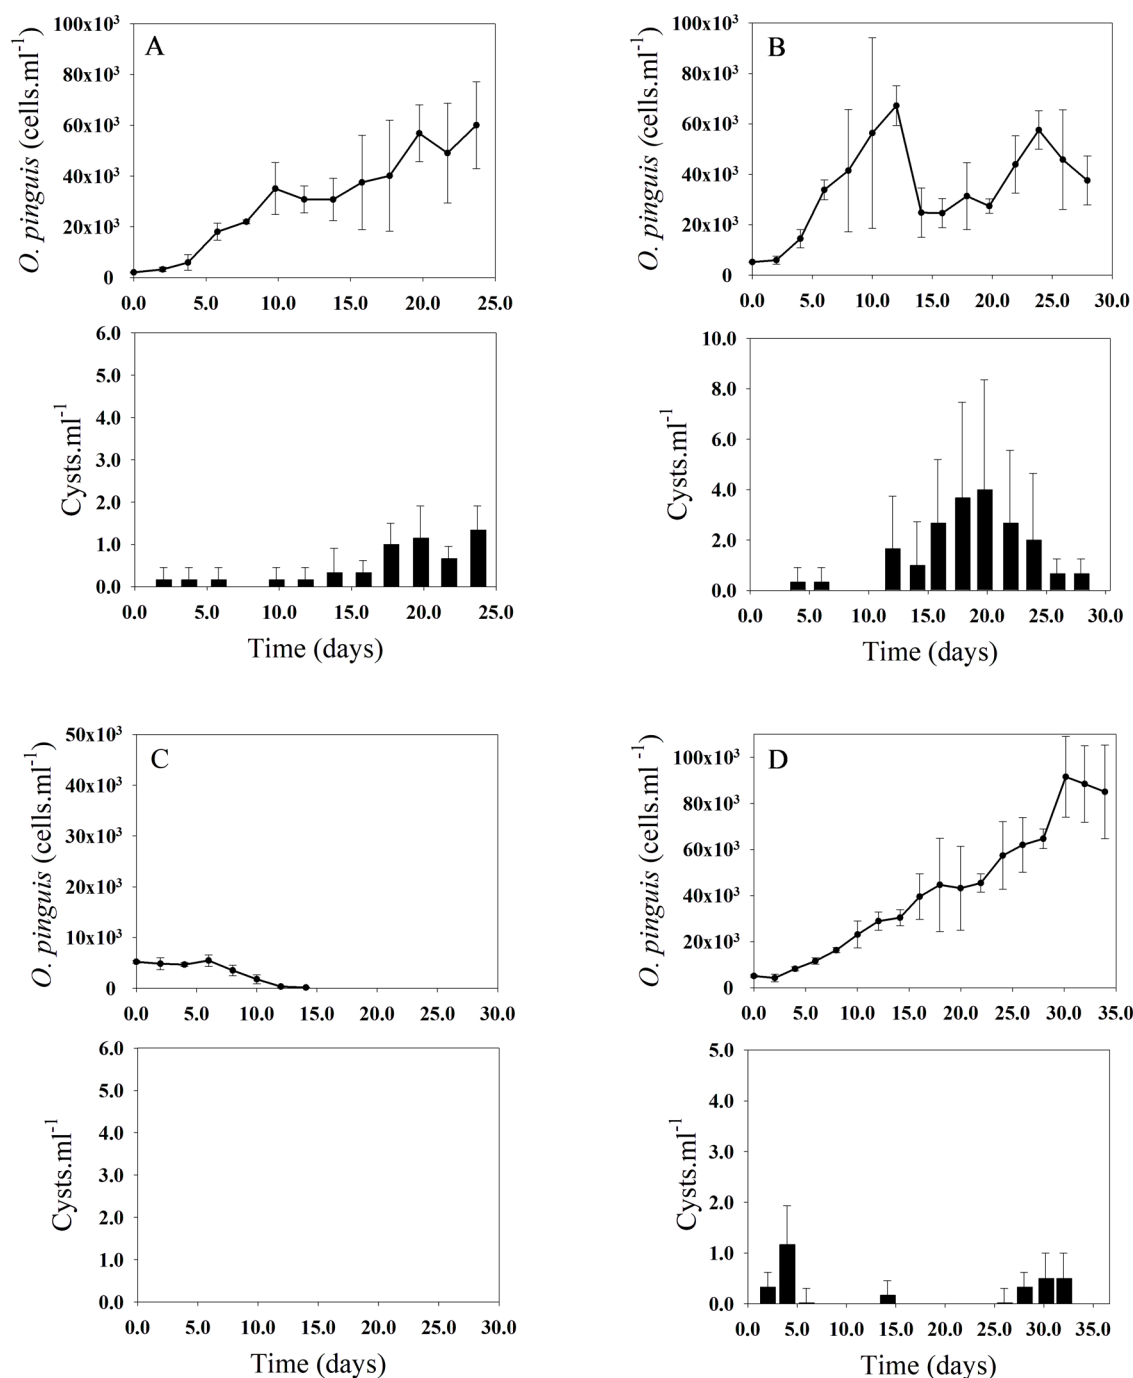 A
O. pinguis (cells.ml⁻¹)
100x10³
80x10³
60x10³
40x10³
20x10³
0
0.0 5.0 10.0 15.0 20.0 25.0
Cysts.ml⁻¹
6.0
5.0
4.0
3.0
2.0
1.0
0.0
0.0 5.0 10.0 15.0 20.0 25.0
Time (days)
B
O. pinguis (cells.ml⁻¹)
100x10³
80x10³
60x10³
40x10³
20x10³
0
0.0 5.0 10.0 15.0 20.0 25.0 30.0
Cysts.ml⁻¹
10.0
8.0
6.0
4.0
2.0
0.0
0.0 5.0 10.0 15.0 20.0 25.0 30.0
Time (days)
C
O. pinguis (cells.ml⁻¹)
50x10³
40x10³
30x10³
20x10³
10x10³
0
0.0 5.0 10.0 15.0 20.0 25.0 30.0
Cysts.ml⁻¹
6.0
5.0
4.0
3.0
2.0
1.0
0.0
0.0 5.0 10.0 15.0 20.0 25.0 30.0
Time (days)
D
O. pinguis (cells.ml⁻¹)
100x10³
80x10³
60x10³
40x10³
20x10³
0
0.0 5.0 10.0 15.0 20.0 25.0 30.0 35.0
Cysts.ml⁻¹
5.0
4.0
3.0
2.0
1.0
0.0
0.0 5.0 10.0 15.0 20.0 25.0 30.0 35.0
Time (days)